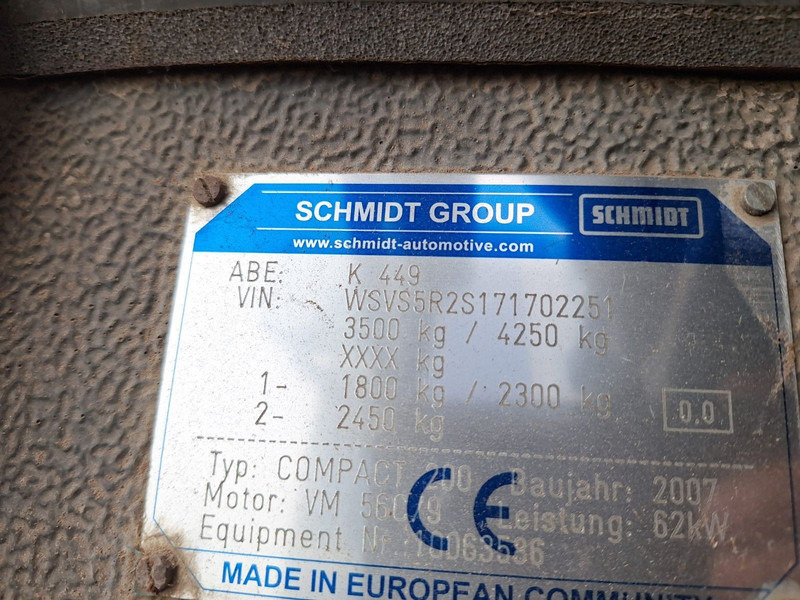 SCHMIDT GROUP SCHMIDT
www.schmidt-automotive.com
ABE: K 449
VIN: WSVS5R2S171702251
3500 kg / 4250 kg
XXXX kg
1- 1800 kg / 2300 kg
2- 2450 kg 0.0
Typ: COMPACT Baujahr: 2007
Motor: VM Leistung: 62kW
Equipment Nr.:
CE
MADE IN EUROPEAN COMMUNITY